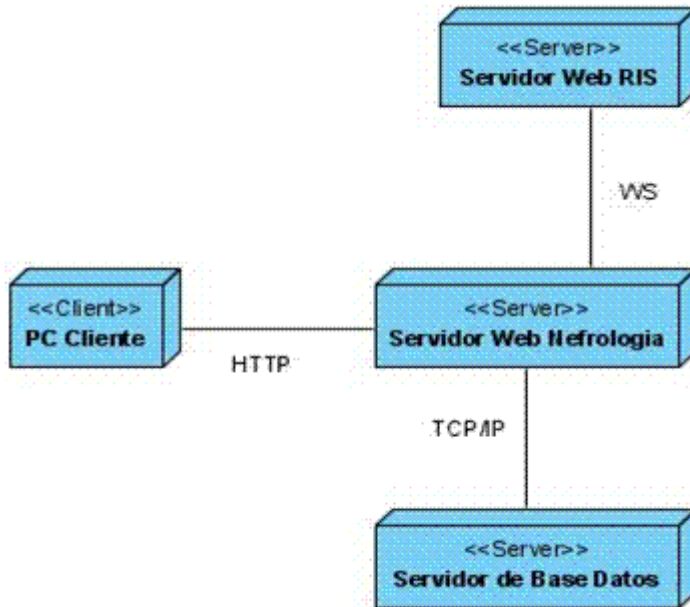 <<Server>>
Servidor Web RIS
WS
<<Client>>
PC Cliente
HTTP
<<Server>>
Servidor Web Nefrologia
TCP/IP
<<Server>>
Servidor de Base Datos